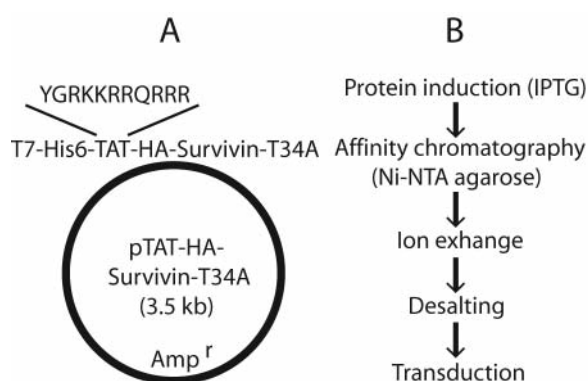 A
YGRKKRRQRRR
T7-His6-TAT-HA-Survivin-T34A
pTAT-HA-
Survivin-T34A
(3.5 kb)
Amp r
B
Protein induction (IPTG)
Affinity chromatography
(Ni-NTA agarose)
Ion exhange
Desalting
Transduction